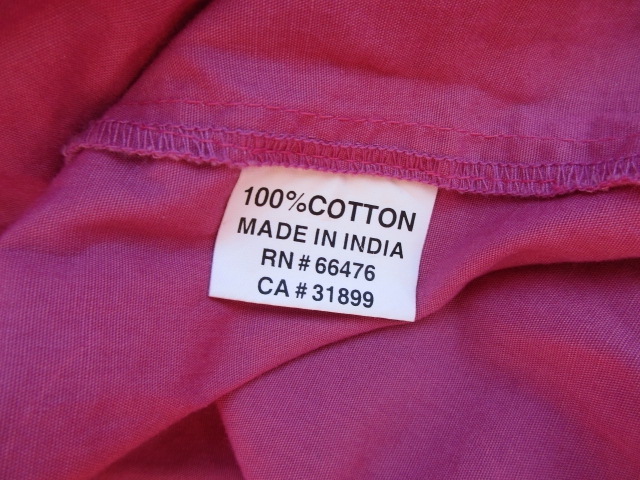 100%COTTON
MADE IN INDIA
RN # 66476
CA # 31899